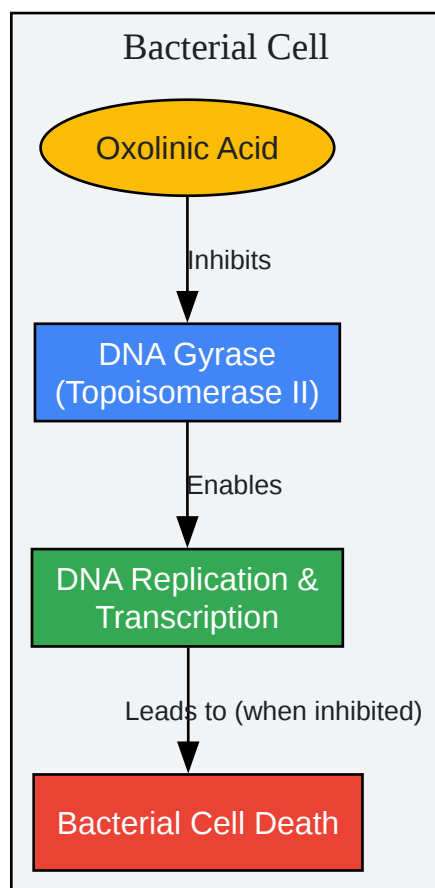 Bacterial Cell
Oxolinic Acid
Inhibits
DNA Gyrase
(Topoisomerase II)
Enables
DNA Replication &
Transcription
Leads to (when inhibited)
Bacterial Cell Death